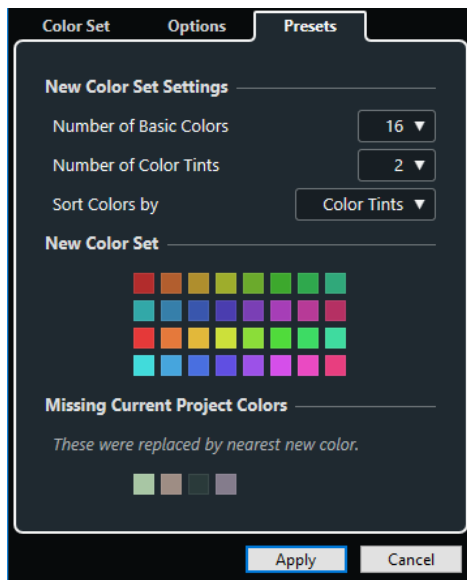 Color Set Options Presets
New Color Set Settings
Number of Basic Colors 16
Number of Color Tints 2
Sort Colors by Color Tints
New Color Set
Missing Current Project Colors
These were replaced by nearest new color.
Apply Cancel